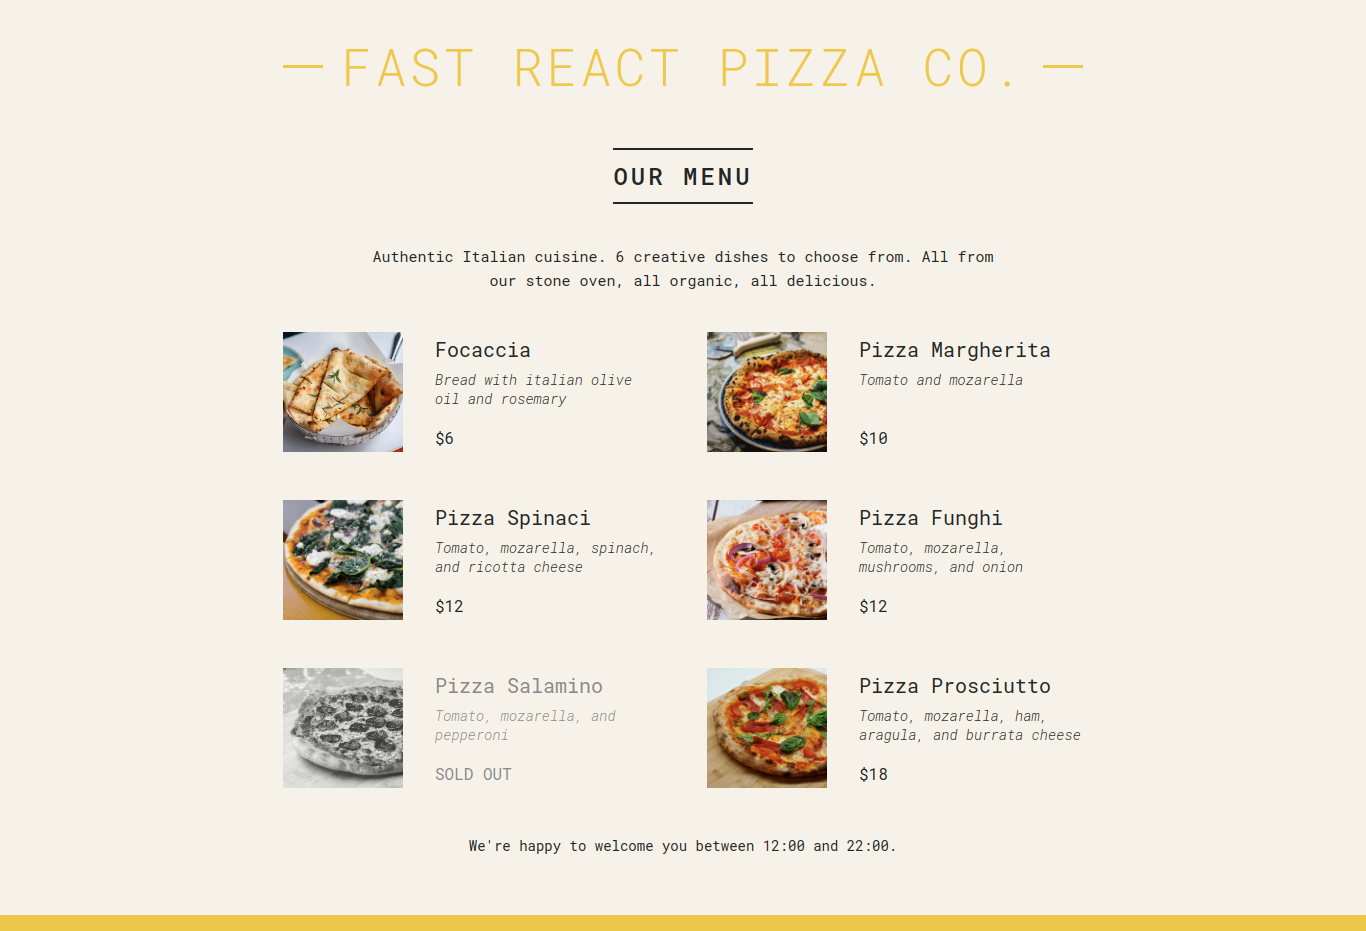 FAST REACT PIZZA CO.
OUR MENU
Authentic Italian cuisine. 6 creative dishes to choose from. All from
our stone oven, all organic, all delicious.
Focaccia
Bread with italian olive
oil and rosemary
$6
Pizza Margherita
Tomato and mozarella
$10
Pizza Spinaci
Tomato, mozarella, spinach,
and ricotta cheese
$12
Pizza Funghi
Tomato, mozarella,
mushrooms, and onion
$12
Pizza Salamino
Tomato, mozarella, and
pepperoni
SOLD OUT
Pizza Prosciutto
Tomato, mozarella, ham,
aragula, and burrata cheese
$18
We're happy to welcome you between 12:00 and 22:00.